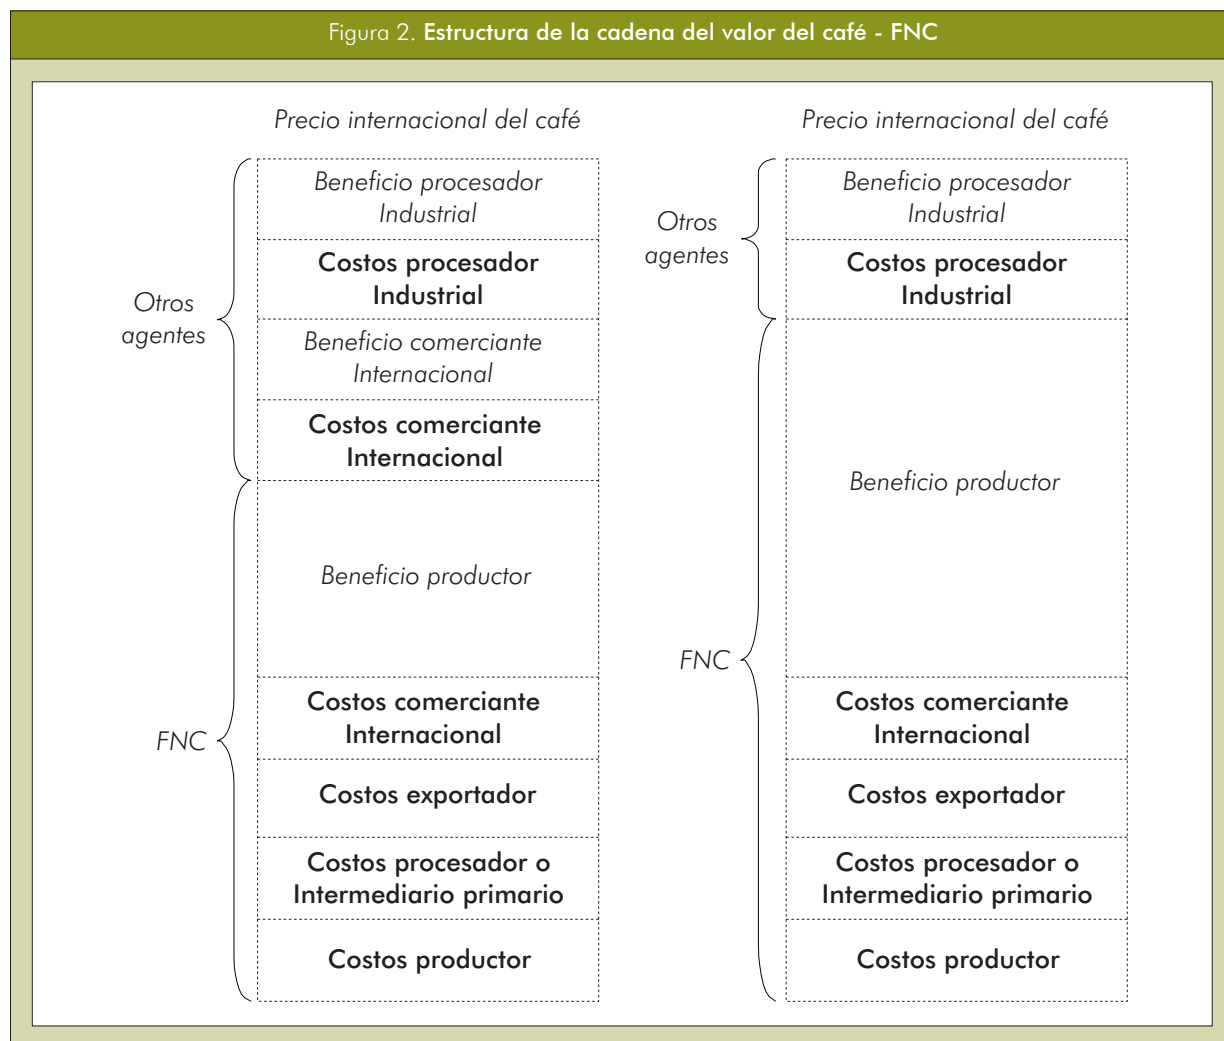 Figura 2. Estructura de la cadena del valor del café - FNC
Precio internacional del café
Otros
agentes
Beneficio procesador
Industrial
Costos procesador
Industrial
Beneficio comerciante
Internacional
Costos comerciante
Internacional
FNC
Beneficio productor
Costos comerciante
Internacional
Costos exportador
Costos procesador o
Intermediario primario
Costos productor
Precio internacional del café
Otros
agentes
Beneficio procesador
Industrial
Costos procesador
Industrial
FNC
Beneficio productor
Costos comerciante
Internacional
Costos exportador
Costos procesador o
Intermediario primario
Costos productor